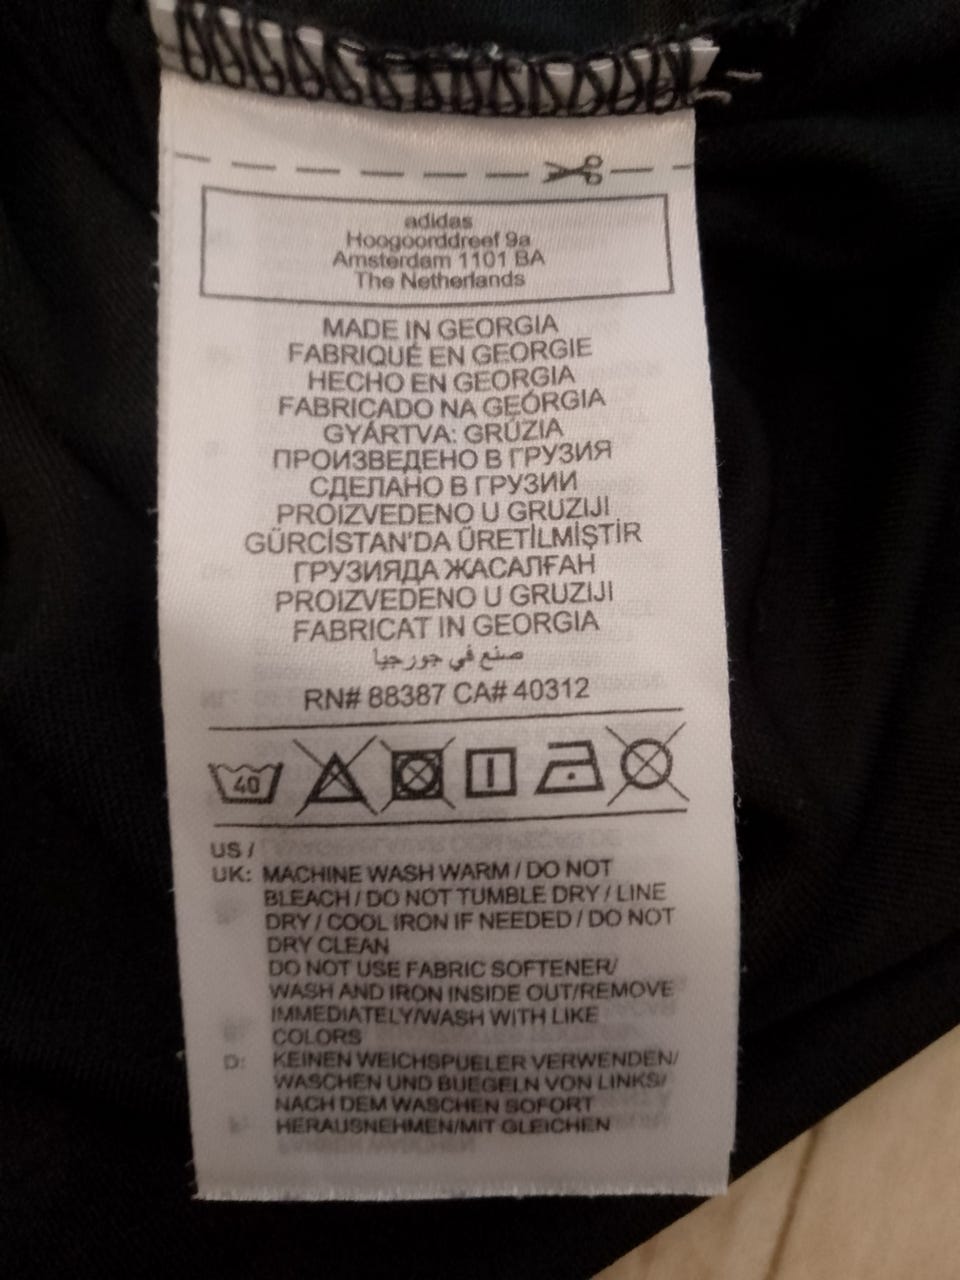 adidas
Hoogoorddreef 9a
Amsterdam 1101 BA
The Netherlands
MADE IN GEORGIA
FABRIQUÉ EN GEORGIE
HECHO EN GEORGIA
FABRICADO NA GEÓRGIA
GYÁRTVA: GRÚZIA
ПРОИЗВЕДЕНО В ГРУЗИЯ
СДЕЛАНО В ГРУЗИИ
PROIZVEDENO U GRUZIJI
GÜRCİSTAN'DA ÜRETİLMİŞTİR
ГРУЗИЯДА ЖАСАЛҒАН
PROIZVEDENO U GRUZIJI
FABRICAT IN GEORGIA
صنع في جورجيا
RN# 88387 CA# 40312
40
US /
UK: MACHINE WASH WARM / DO NOT
BLEACH / DO NOT TUMBLE DRY / LINE
DRY / COOL IRON IF NEEDED / DO NOT
DRY CLEAN
DO NOT USE FABRIC SOFTENER/
WASH AND IRON INSIDE OUT/REMOVE
IMMEDIATELY/WASH WITH LIKE
COLORS
D: KEINEN WEICHSPUELER VERWENDEN/
WASCHEN UND BUEGELN VON LINKS/
NACH DEM WASCHEN SOFORT
HERAUSNEHMEN/MIT GLEICHEN